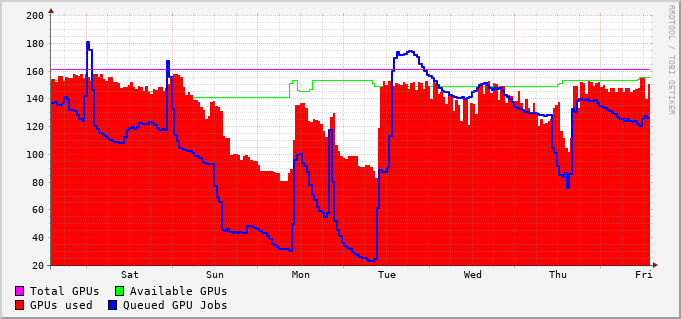 200
180
160
140
120
100
80
60
40
20
Sat Sun Mon Tue Wed Thu Fri
Total GPUs Available GPUs
GPUs used Queued GPU Jobs
RRDTOOL / TOBI OETIKER